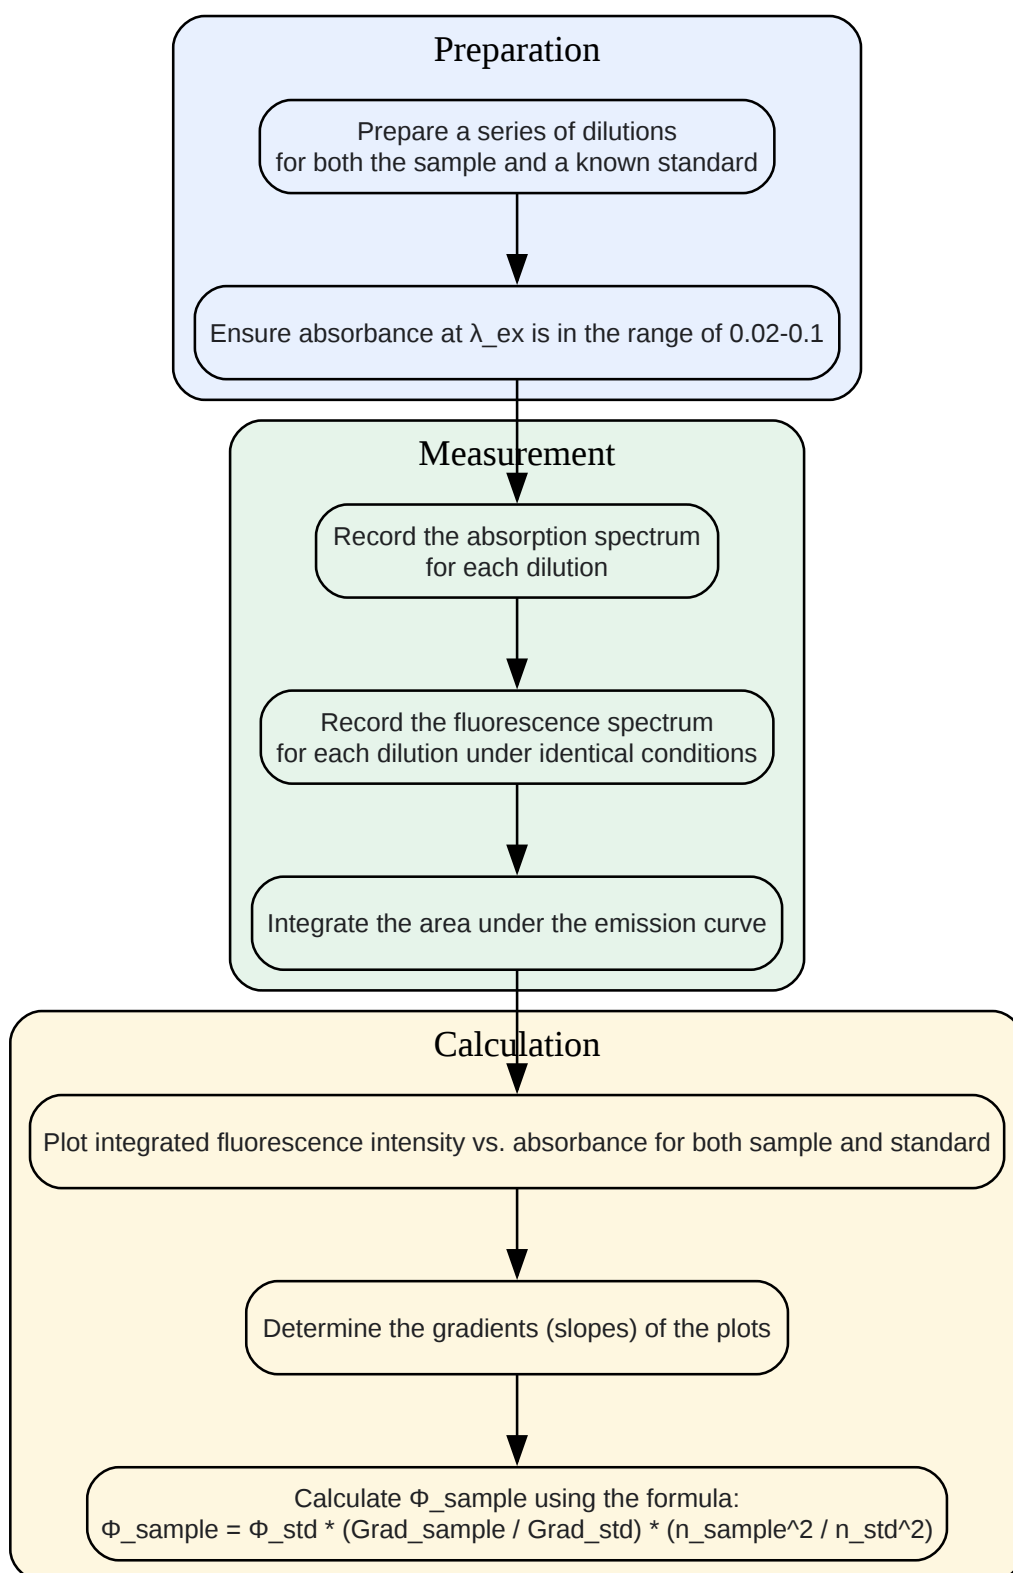 Preparation
Prepare a series of dilutions
for both the sample and a known standard
Ensure absorbance at λ_ex is in the range of 0.02-0.1
Measurement
Record the absorption spectrum
for each dilution
Record the fluorescence spectrum
for each dilution under identical conditions
Integrate the area under the emission curve
Calculation
Plot integrated fluorescence intensity vs. absorbance for both sample and standard
Determine the gradients (slopes) of the plots
Calculate Φ_sample using the formula:
Φ_sample = Φ_std * (Grad_sample / Grad_std) * (n_sample^2 / n_std^2)